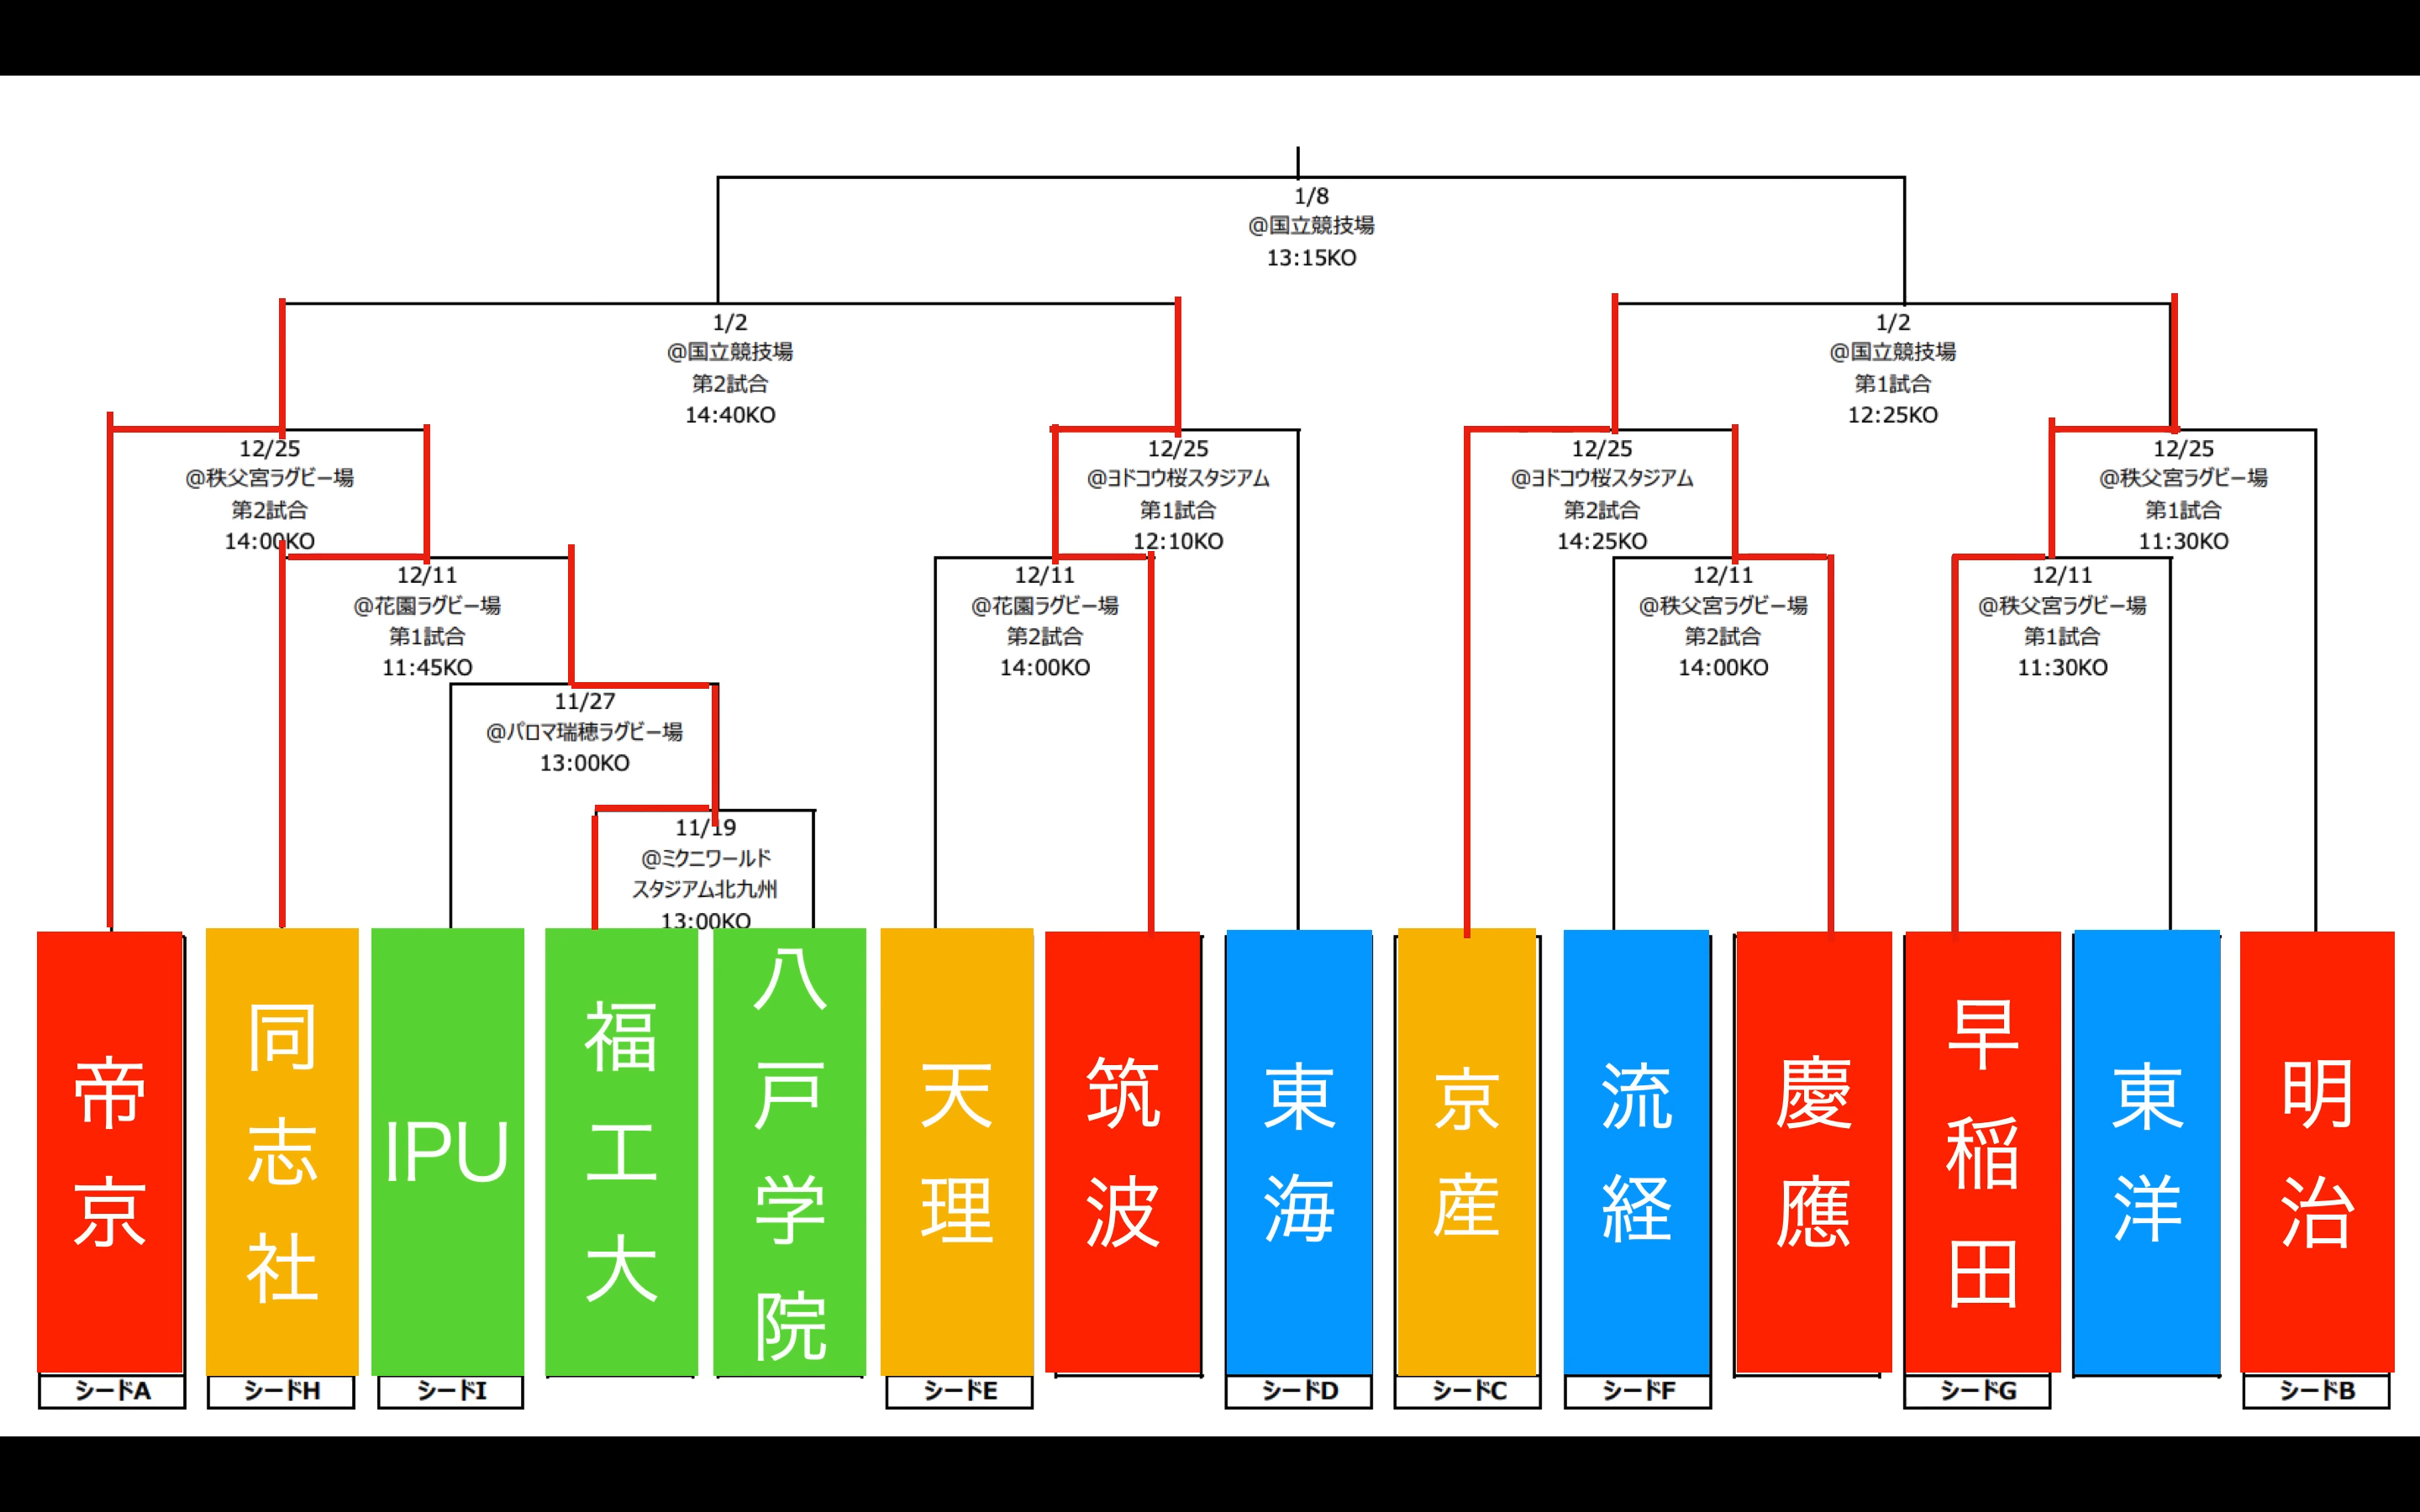 1/8
@国立競技場
13:15KO
1/2
@国立競技場
第2試合
14:40KO
1/2
@国立競技場
第1試合
12:25KO
12/25
@秩父宮ラグビー場
第2試合
14:00KO
12/25
@ヨドコウ桜スタジアム
第1試合
12:10KO
12/25
@ヨドコウ桜スタジアム
第2試合
14:25KO
12/25
@秩父宮ラグビー場
第1試合
11:30KO
12/11
@花園ラグビー場
第1試合
11:45KO
12/11
@花園ラグビー場
第2試合
14:00KO
12/11
@秩父宮ラグビー場
第2試合
14:00KO
12/11
@秩父宮ラグビー場
第1試合
11:30KO
11/27
@パロマ瑞穂ラグビー場
13:00KO
11/19
@ミクニワールド
スタジアム北九州
13:00KO
帝京
同志社
IPU
福工大
八戸学院
天理
筑波
東海
京産
流経
慶應
早稲田
東洋
明治
シードA
シードH
シードI
シードE
シードD
シードC
シードF
シードG
シードB